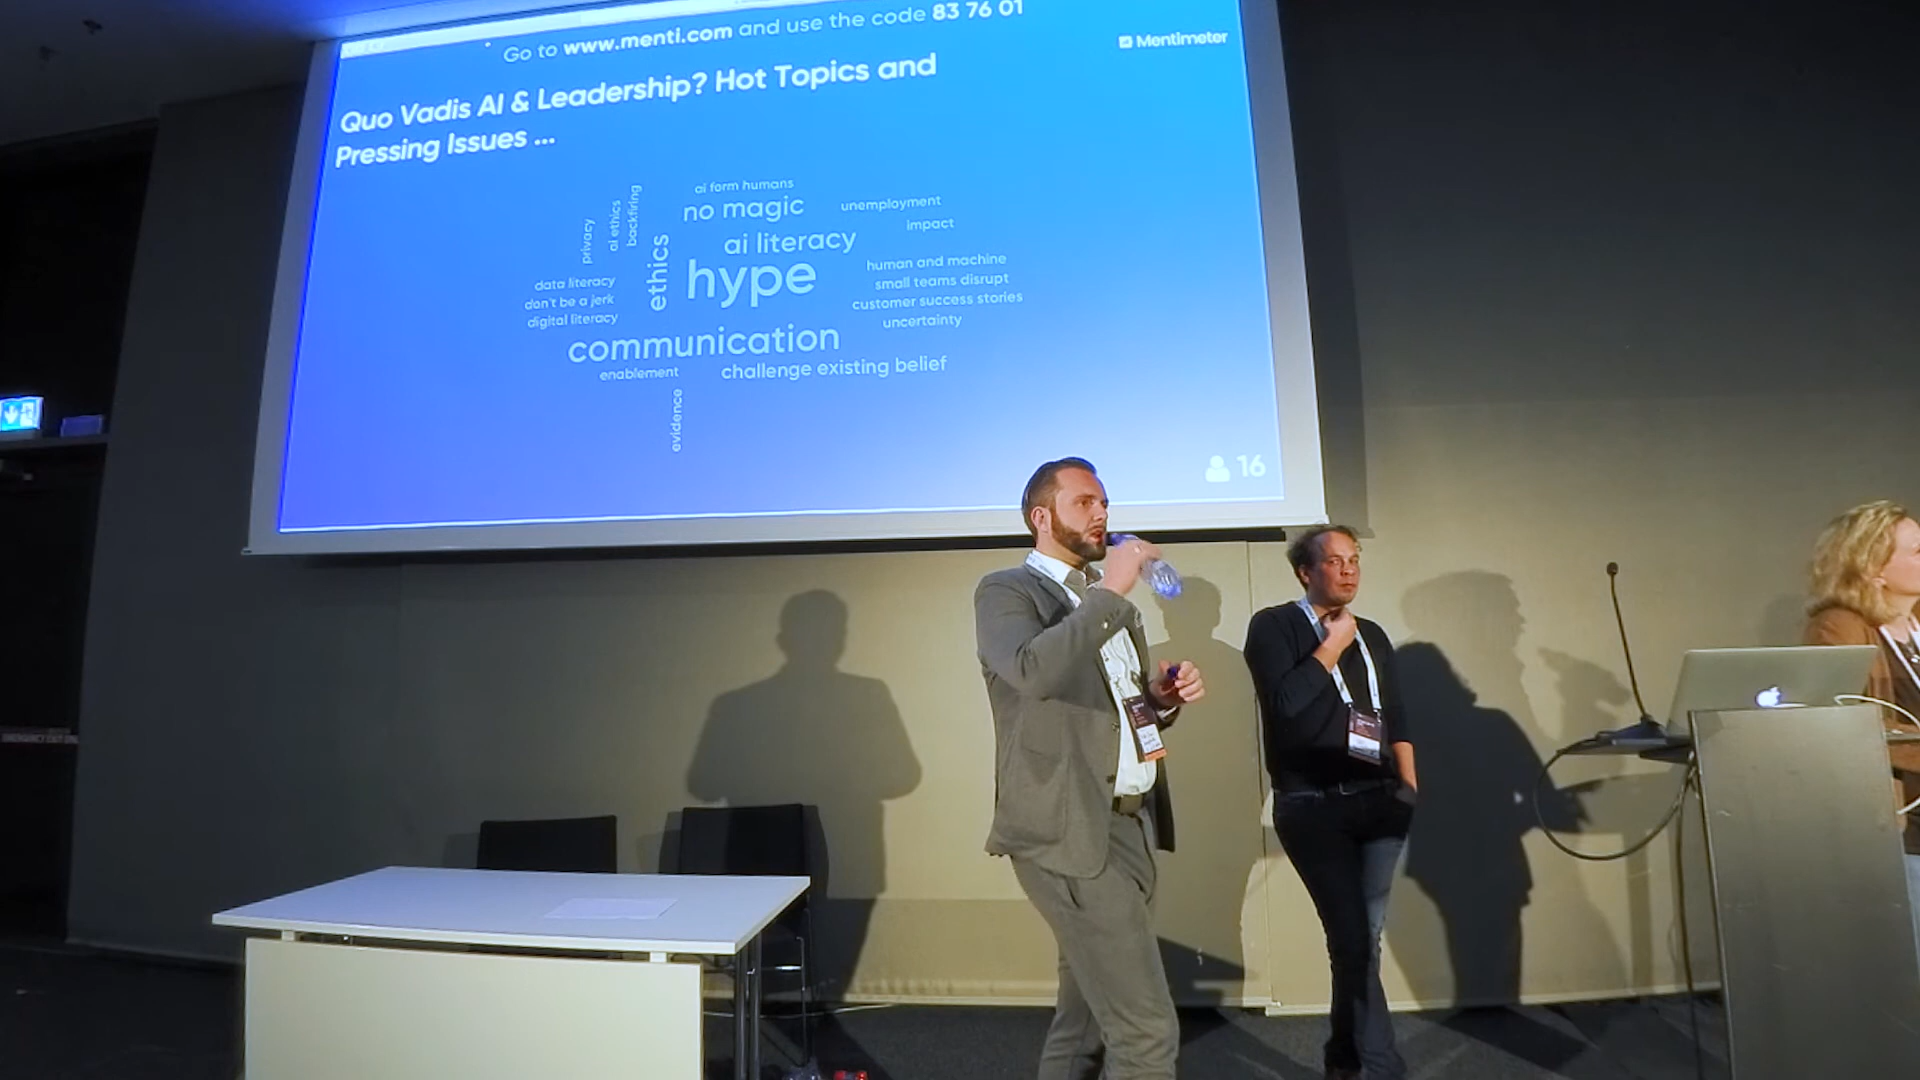 Go to www.menti.com and use the code 83 76 01
Mentimeter
Quo Vadis AI & Leadership? Hot Topics and
Pressing Issues ...
ai form humans
no magic
unemployment
impact
ai literacy
privacy
ai ethics
backfiring
ethics
hype
human and machine
small teams disrupt
customer success stories
uncertainty
data literacy
don't be a jerk
digital literacy
communication
enablement
challenge existing belief
evidence
16